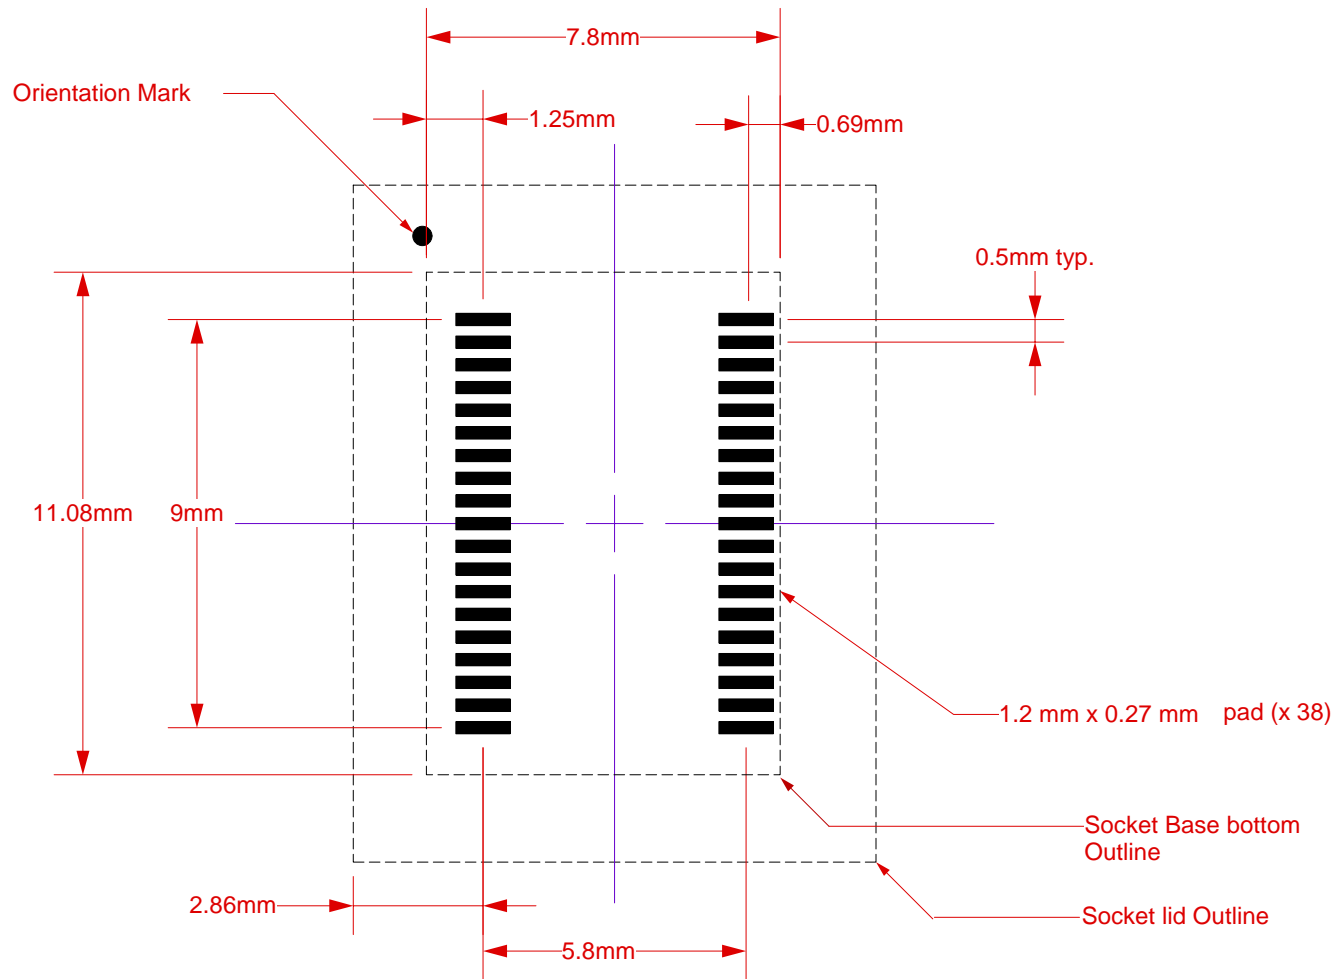 7.8mm
Orientation Mark
1.25mm
0.69mm
0.5mm typ.
11.08mm
9mm
1.2 mm x 0.27 mm pad (x 38)
Socket Base bottom
Outline
2.86mm
Socket lid Outline
5.8mm